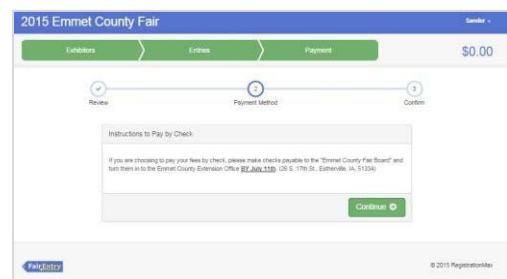 2015 Emmet County Fair
Sander
Exhibitors
Entries
Payment
$0.00
2
3
Review
Payment Method
Confirm
Instructions to Pay by Check
If you are choosing to pay your fees by check, please make checks payable to the "Emmet County Fair Board" and
turn them in to the Emmet County Extension Office BY July 11th. (26 S. 17th St., Estherville, IA, 51334)
Continue
FairEntry
© 2015 RegistrationMax